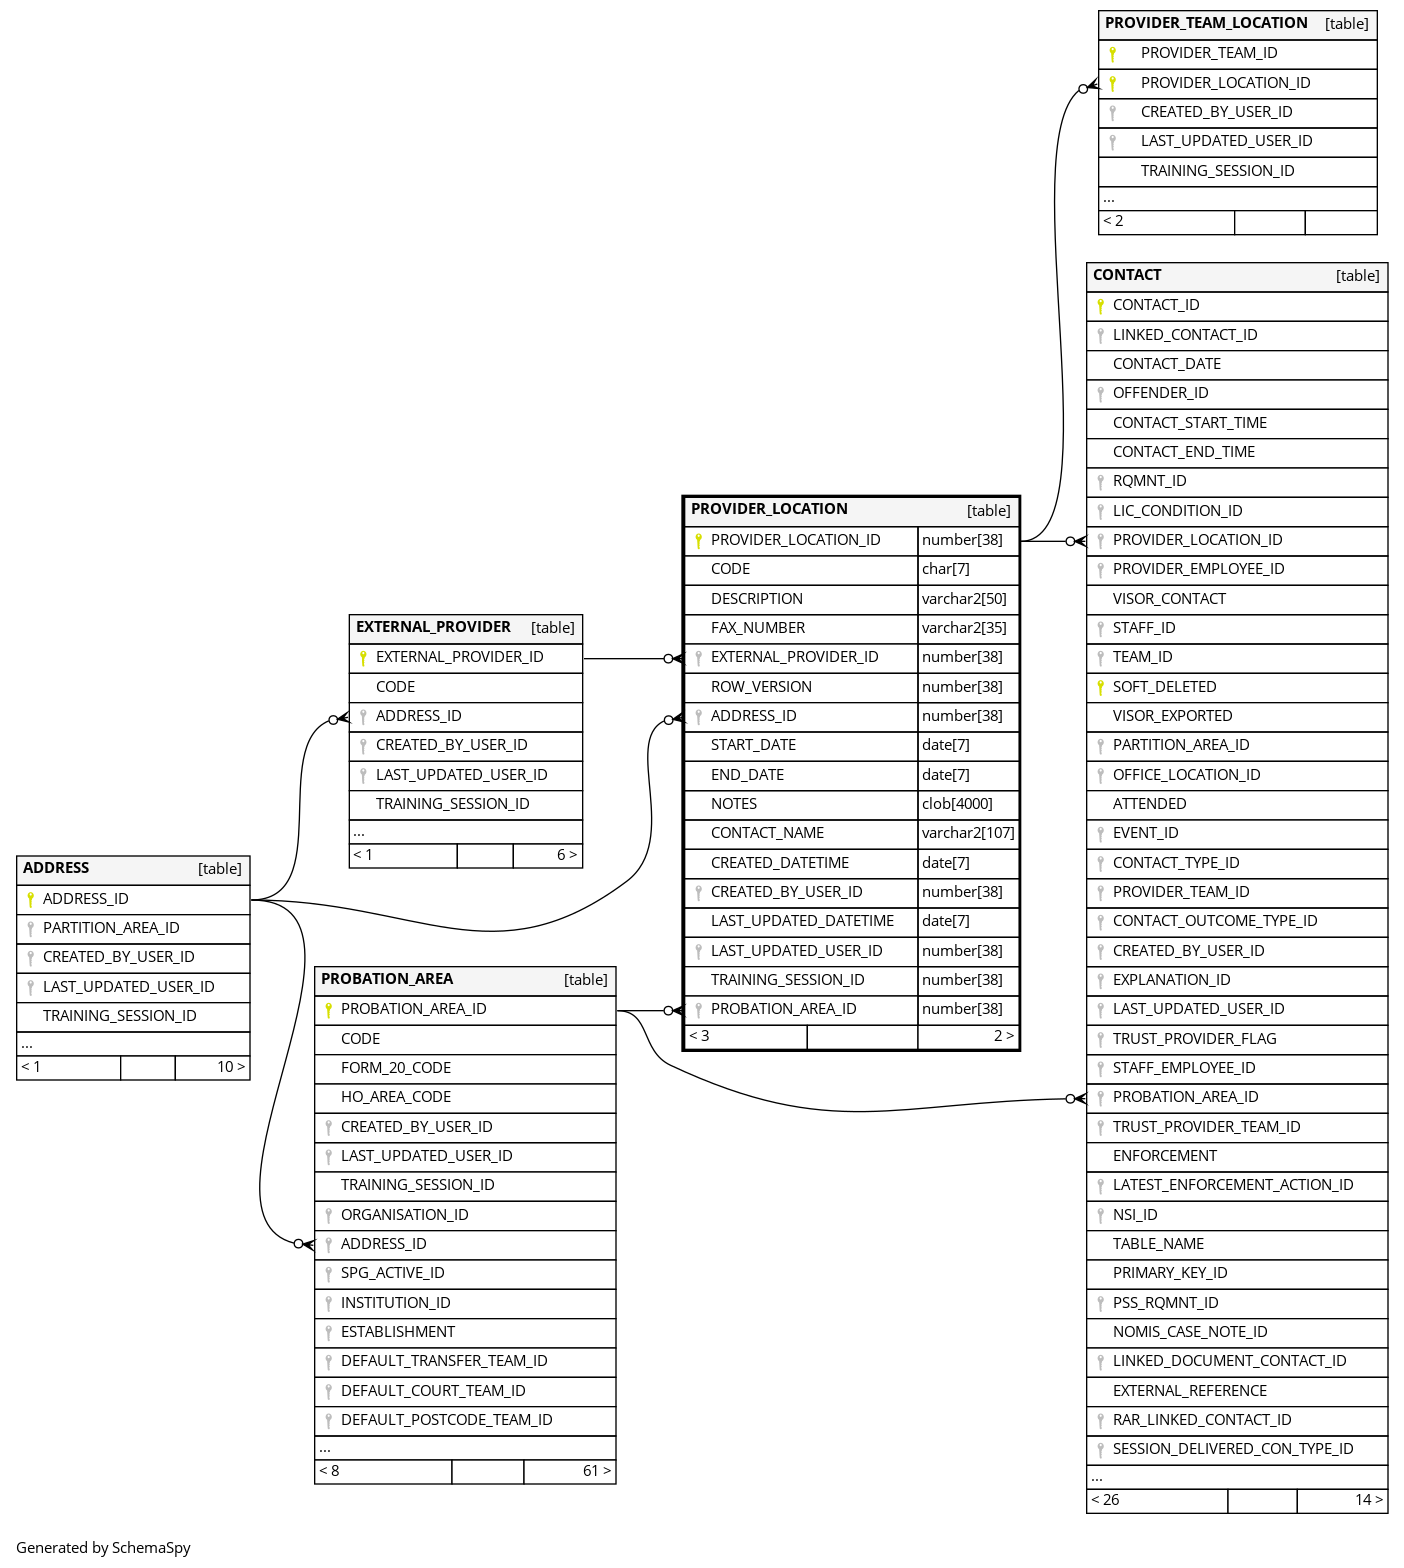 PROVIDER_TEAM_LOCATION [table]
PROVIDER_TEAM_ID
PROVIDER_LOCATION_ID
CREATED_BY_USER_ID
LAST_UPDATED_USER_ID
TRAINING_SESSION_ID
...
< 2
CONTACT [table]
CONTACT_ID
LINKED_CONTACT_ID
CONTACT_DATE
OFFENDER_ID
CONTACT_START_TIME
CONTACT_END_TIME
RQMNT_ID
LIC_CONDITION_ID
PROVIDER_LOCATION_ID
PROVIDER_EMPLOYEE_ID
VISOR_CONTACT
STAFF_ID
TEAM_ID
SOFT_DELETED
VISOR_EXPORTED
PARTITION_AREA_ID
OFFICE_LOCATION_ID
ATTENDED
EVENT_ID
CONTACT_TYPE_ID
PROVIDER_TEAM_ID
CONTACT_OUTCOME_TYPE_ID
CREATED_BY_USER_ID
EXPLANATION_ID
LAST_UPDATED_USER_ID
TRUST_PROVIDER_FLAG
STAFF_EMPLOYEE_ID
PROBATION_AREA_ID
TRUST_PROVIDER_TEAM_ID
ENFORCEMENT
LATEST_ENFORCEMENT_ACTION_ID
NSI_ID
TABLE_NAME
PRIMARY_KEY_ID
PSS_RQMNT_ID
NOMIS_CASE_NOTE_ID
LINKED_DOCUMENT_CONTACT_ID
EXTERNAL_REFERENCE
RAR_LINKED_CONTACT_ID
SESSION_DELIVERED_CON_TYPE_ID
...
< 26 14 >
PROVIDER_LOCATION [table]
PROVIDER_LOCATION_ID number[38]
CODE char[7]
DESCRIPTION varchar2[50]
FAX_NUMBER varchar2[35]
EXTERNAL_PROVIDER_ID number[38]
ROW_VERSION number[38]
ADDRESS_ID number[38]
START_DATE date[7]
END_DATE date[7]
NOTES clob[4000]
CONTACT_NAME varchar2[107]
CREATED_DATETIME date[7]
CREATED_BY_USER_ID number[38]
LAST_UPDATED_DATETIME date[7]
LAST_UPDATED_USER_ID number[38]
TRAINING_SESSION_ID number[38]
PROBATION_AREA_ID number[38]
< 3 2 >
EXTERNAL_PROVIDER [table]
EXTERNAL_PROVIDER_ID
CODE
ADDRESS_ID
CREATED_BY_USER_ID
LAST_UPDATED_USER_ID
TRAINING_SESSION_ID
...
< 1 6 >
ADDRESS [table]
ADDRESS_ID
PARTITION_AREA_ID
CREATED_BY_USER_ID
LAST_UPDATED_USER_ID
TRAINING_SESSION_ID
...
< 1 10 >
PROBATION_AREA [table]
PROBATION_AREA_ID
CODE
FORM_20_CODE
HO_AREA_CODE
CREATED_BY_USER_ID
LAST_UPDATED_USER_ID
TRAINING_SESSION_ID
ORGANISATION_ID
ADDRESS_ID
SPG_ACTIVE_ID
INSTITUTION_ID
ESTABLISHMENT
DEFAULT_TRANSFER_TEAM_ID
DEFAULT_COURT_TEAM_ID
DEFAULT_POSTCODE_TEAM_ID
...
< 8 61 >
Generated by SchemaSpy